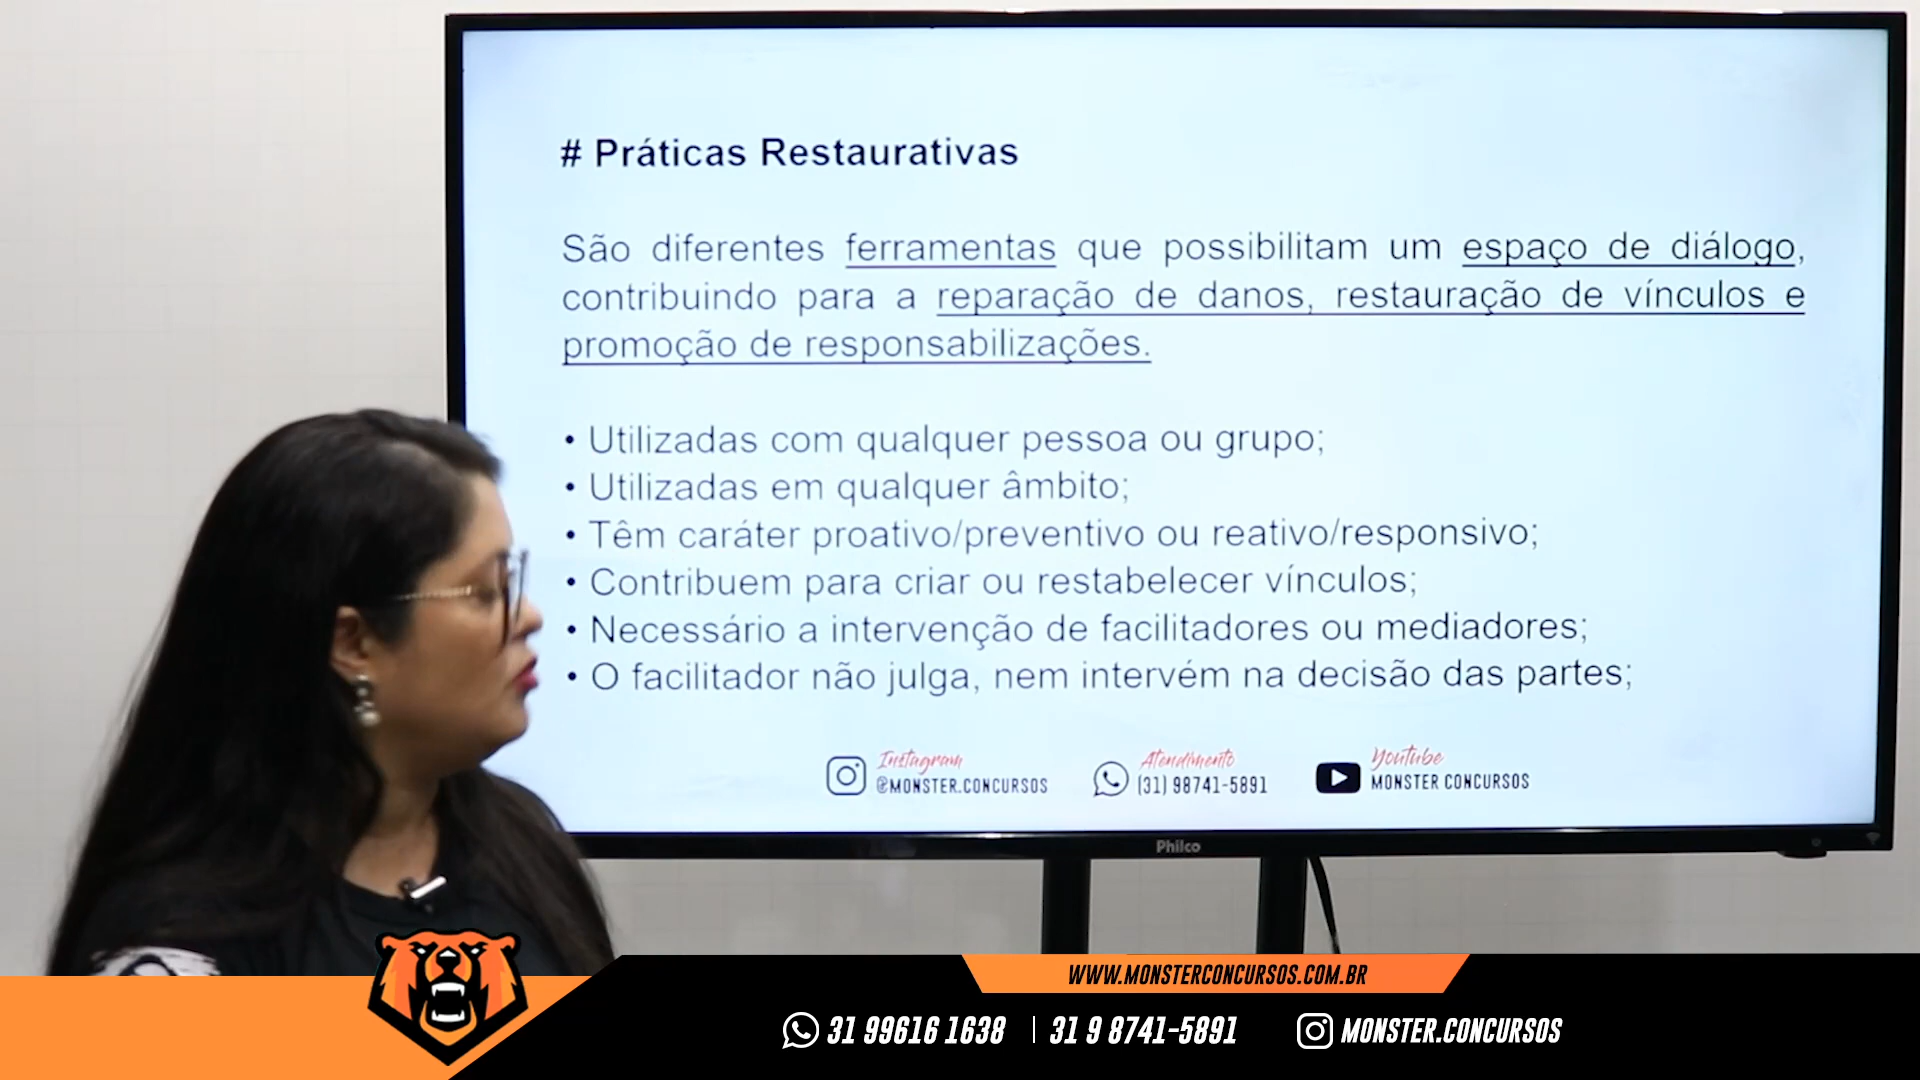 # Práticas Restaurativas
São diferentes ferramentas que possibilitam um espaço de diálogo,
contribuindo para a reparação de danos, restauração de vínculos e
promoção de responsabilizações.
• Utilizadas com qualquer pessoa ou grupo;
• Utilizadas em qualquer âmbito;
• Têm caráter proativo/preventivo ou reativo/responsivo;
• Contribuem para criar ou restabelecer vínculos;
• Necessário a intervenção de facilitadores ou mediadores;
• O facilitador não julga, nem intervém na decisão das partes;
Instagram
@MONSTER.CONCURSOS
Atendimento
(31) 98741-5891
Youtube
MONSTER CONCURSOS
Philco
WWW.MONSTERCONCURSOS.COM.BR
31 99616 1638 | 31 9 8741-5891 MONSTER.CONCURSOS